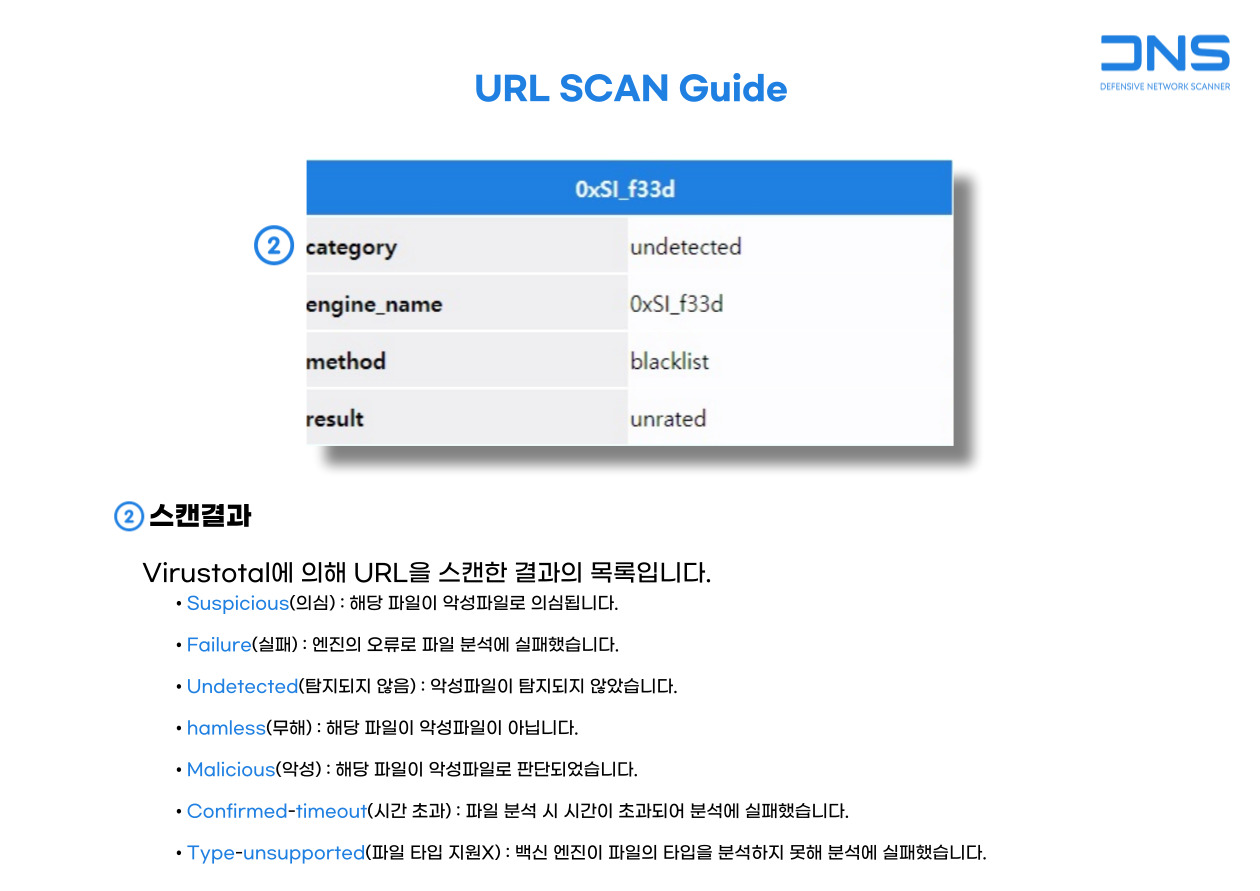 DNS
DEFENSIVE NETWORK SCANNER
URL SCAN Guide
0xSI_f33d
2 category undetected
engine_name 0xSI_f33d
method blacklist
result unrated
2 스캔결과
Virustotal에 의해 URL을 스캔한 결과의 목록입니다.
• Suspicious(의심) : 해당 파일이 악성파일로 의심됩니다.
• Failure(실패) : 엔진의 오류로 파일 분석에 실패했습니다.
• Undetected(탐지되지 않음) : 악성파일이 탐지되지 않았습니다.
• hamless(무해) : 해당 파일이 악성파일이 아닙니다.
• Malicious(악성) : 해당 파일이 악성파일로 판단되었습니다.
• Confirmed-timeout(시간 초과) : 파일 분석 시 시간이 초과되어 분석에 실패했습니다.
• Type-unsupported(파일 타입 지원X) : 백신 엔진이 파일의 타입을 분석하지 못해 분석에 실패했습니다.